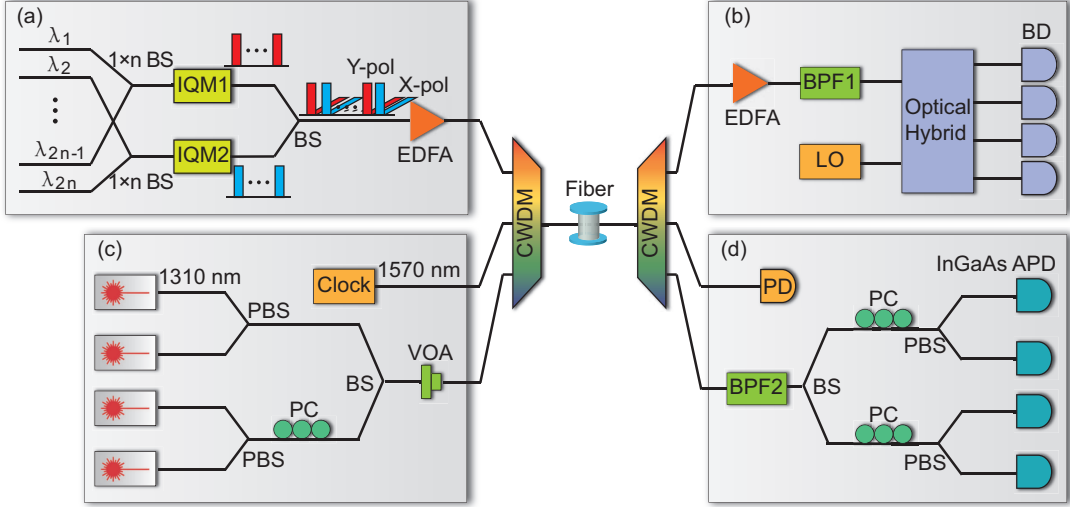 (a)
λ1
λ2
λ2n-1
λ2n
1×n BS
1×n BS
IQM1
IQM2
Y-pol
X-pol
BS
EDFA
CWDM
Fiber
CWDM
(b)
EDFA
BPF1
LO
Optical
Hybrid
BD
(c)
1310 nm
PBS
Clock
1570 nm
VOA
BS
PC
PBS
(d)
PD
InGaAs APD
PC
PBS
BPF2
BS
PC
PBS